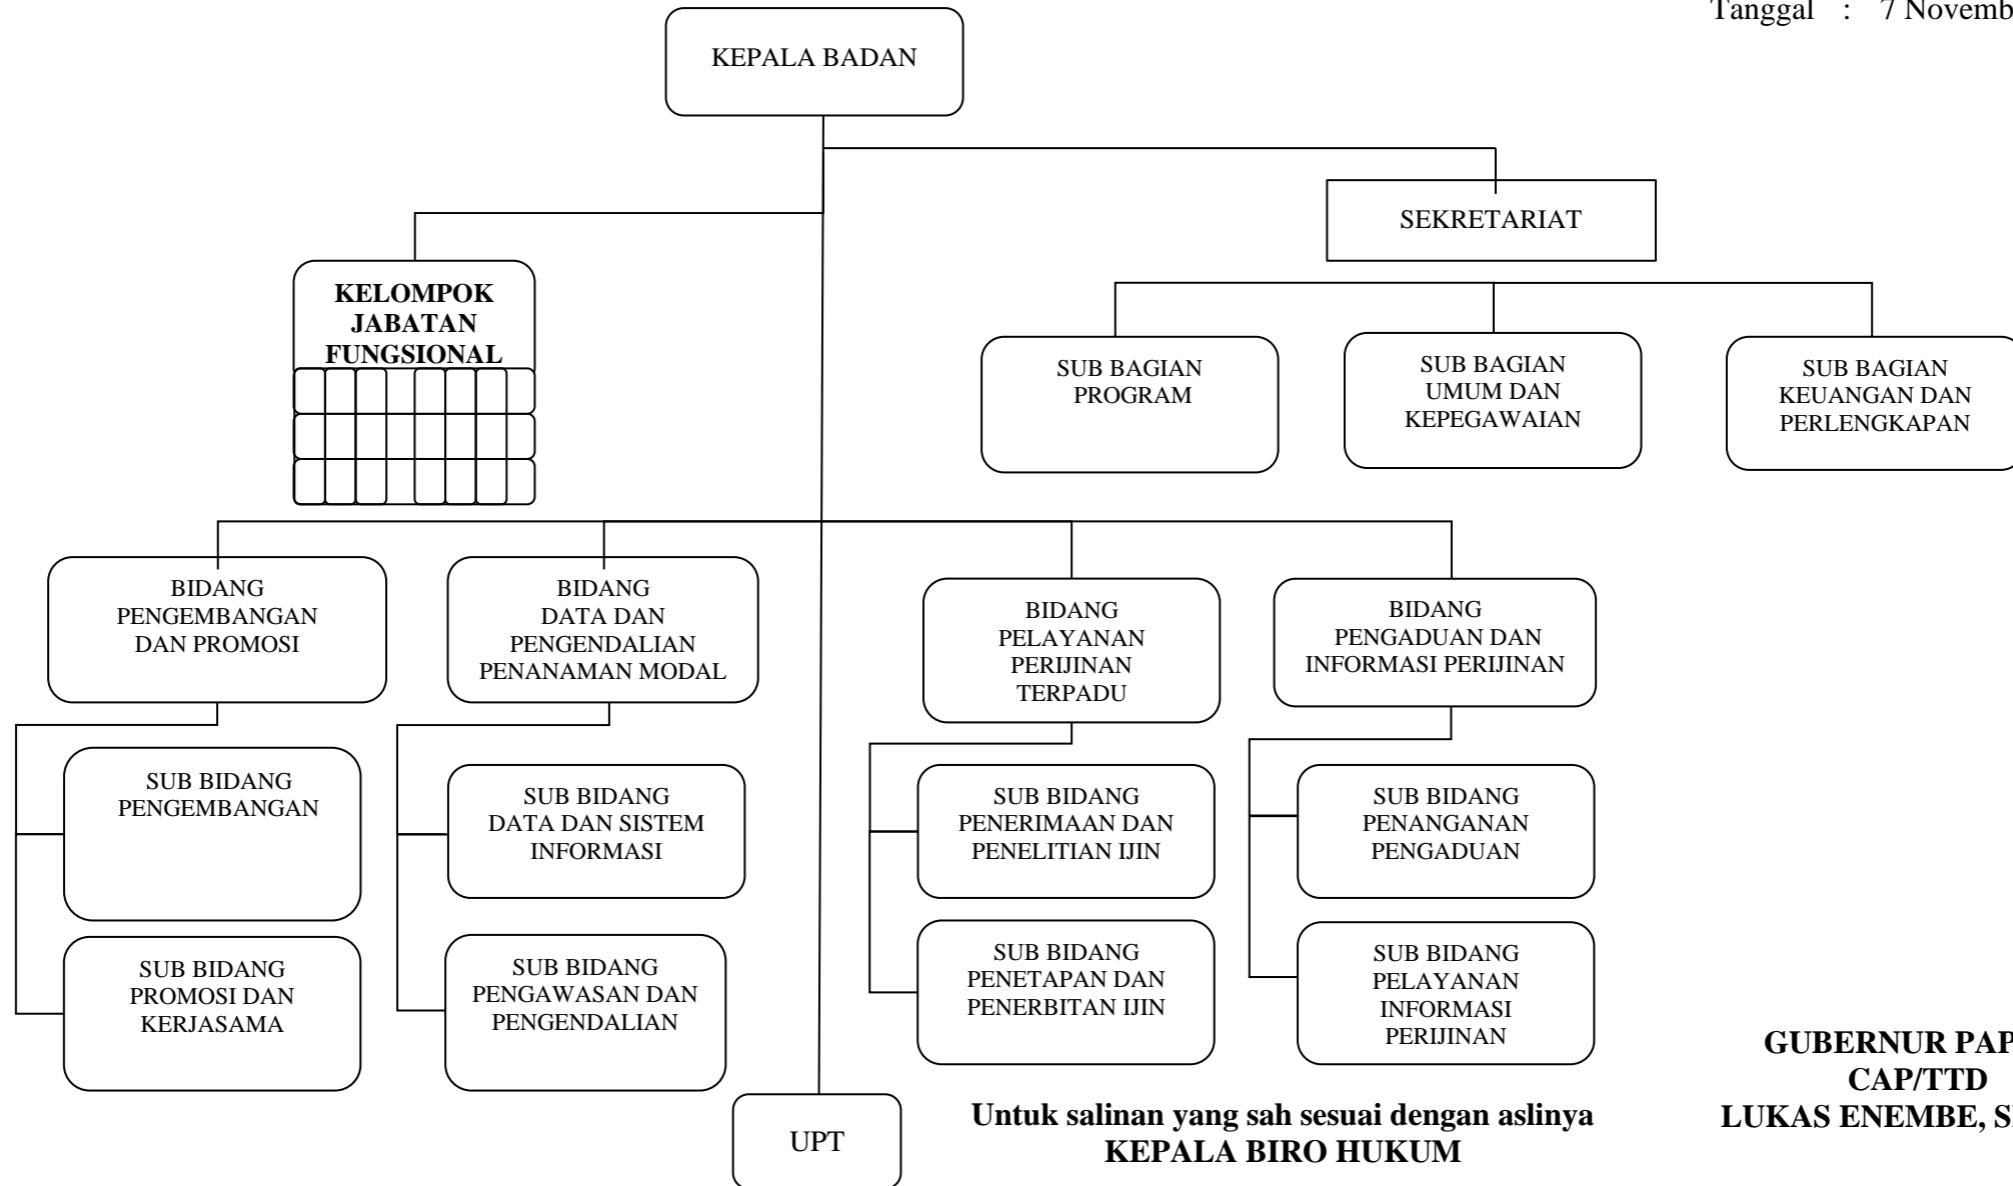 Tanggal : 7 Novemb
KEPALA BADAN
SEKRETARIAT
KELOMPOK
JABATAN
FUNGSIONAL
SUB BAGIAN
PROGRAM
SUB BAGIAN
UMUM DAN
KEPEGAWAIAN
SUB BAGIAN
KEUANGAN DAN
PERLENGKAPAN
BIDANG
PENGEMBANGAN
DAN PROMOSI
BIDANG
DATA DAN
PENGENDALIAN
PENANAMAN MODAL
BIDANG
PELAYANAN
PERIJINAN
TERPADU
BIDANG
PENGADUAN DAN
INFORMASI PERIJINAN
SUB BIDANG
PENGEMBANGAN
SUB BIDANG
DATA DAN SISTEM
INFORMASI
SUB BIDANG
PENERIMAAN DAN
PENELITIAN IJIN
SUB BIDANG
PENANGANAN
PENGADUAN
SUB BIDANG
PROMOSI DAN
KERJASAMA
SUB BIDANG
PENGAWASAN DAN
PENGENDALIAN
SUB BIDANG
PENETAPAN DAN
PENERBITAN IJIN
SUB BIDANG
PELAYANAN
INFORMASI
PERIJINAN
UPT
Untuk salinan yang sah sesuai dengan aslinya
KEPALA BIRO HUKUM
GUBERNUR PAP
CAP/TTD
LUKAS ENEMBE, S